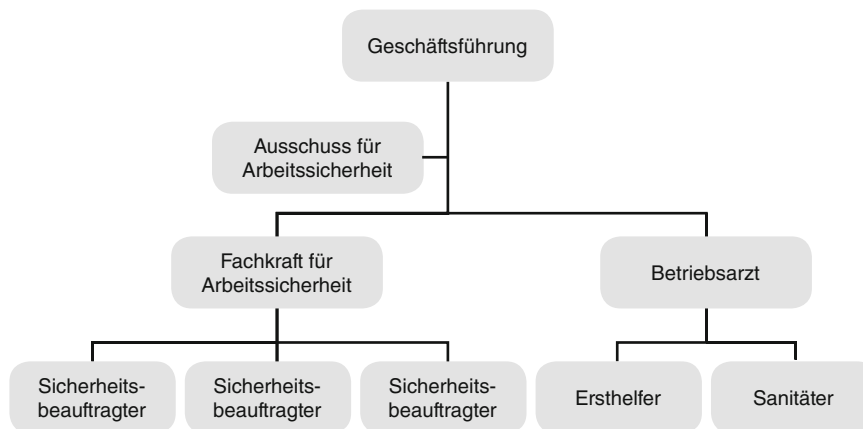 Geschäftsführung
Ausschuss für
Arbeitssicherheit
Fachkraft für
Arbeitssicherheit
Betriebsarzt
Sicherheits-
beauftragter
Sicherheits-
beauftragter
Sicherheits-
beauftragter
Ersthelfer
Sanitäter